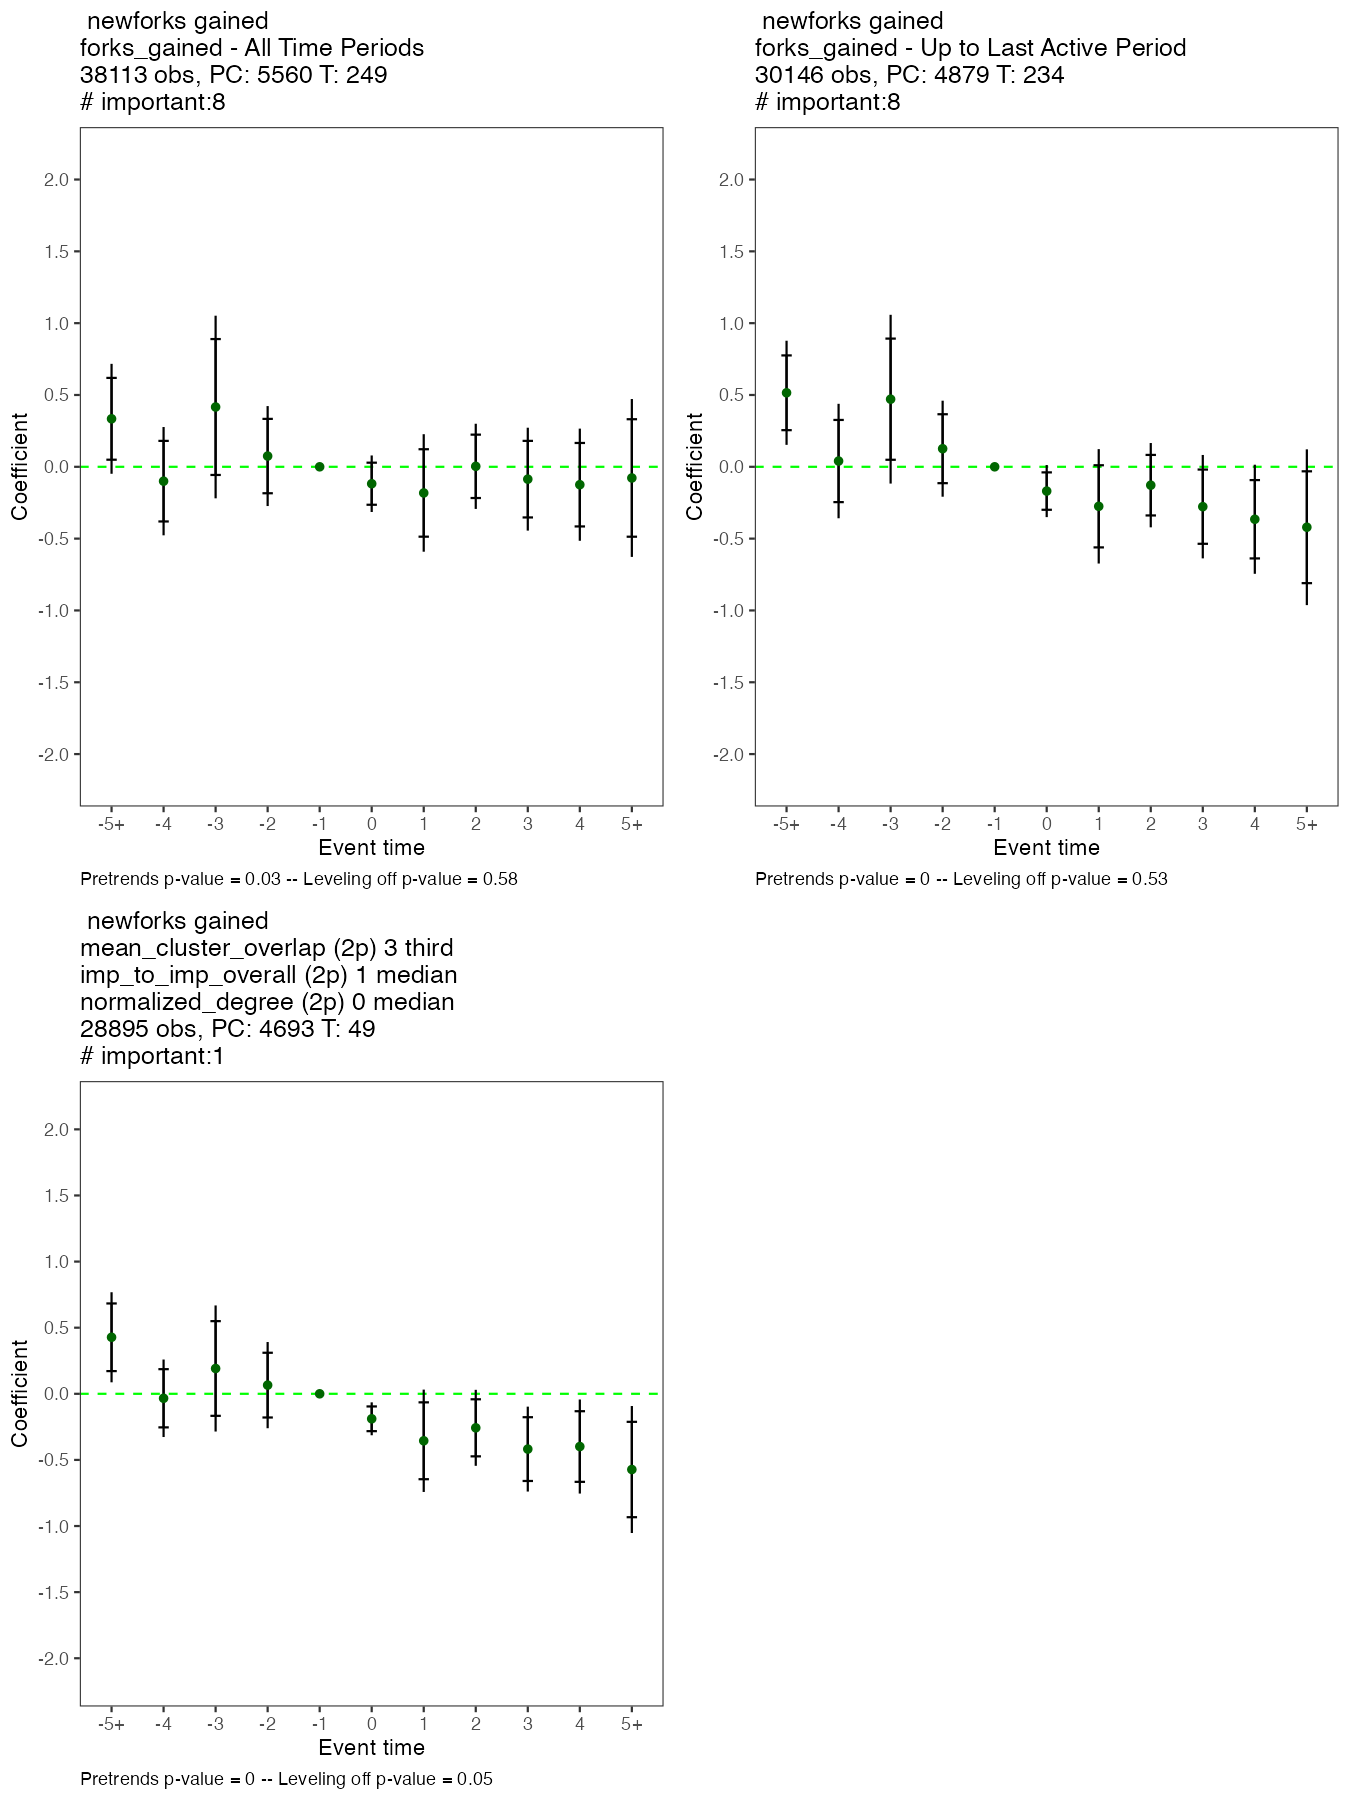 newforks gained
forks_gained - All Time Periods
38113 obs, PC: 5560 T: 249
# important:8
2.0
1.5
1.0
0.5
0.0
-0.5
-1.0
-1.5
-2.0
Coefficient
-5+ -4 -3 -2 -1 0 1 2 3 4 5+
Event time
Pretrends p-value = 0.03 -- Leveling off p-value = 0.58
newforks gained
forks_gained - Up to Last Active Period
30146 obs, PC: 4879 T: 234
# important:8
2.0
1.5
1.0
0.5
0.0
-0.5
-1.0
-1.5
-2.0
Coefficient
-5+ -4 -3 -2 -1 0 1 2 3 4 5+
Event time
Pretrends p-value = 0 -- Leveling off p-value = 0.53
newforks gained
mean_cluster_overlap (2p) 3 third
imp_to_imp_overall (2p) 1 median
normalized_degree (2p) 0 median
28895 obs, PC: 4693 T: 49
# important:1
2.0
1.5
1.0
0.5
0.0
-0.5
-1.0
-1.5
-2.0
Coefficient
-5+ -4 -3 -2 -1 0 1 2 3 4 5+
Event time
Pretrends p-value = 0 -- Leveling off p-value = 0.05